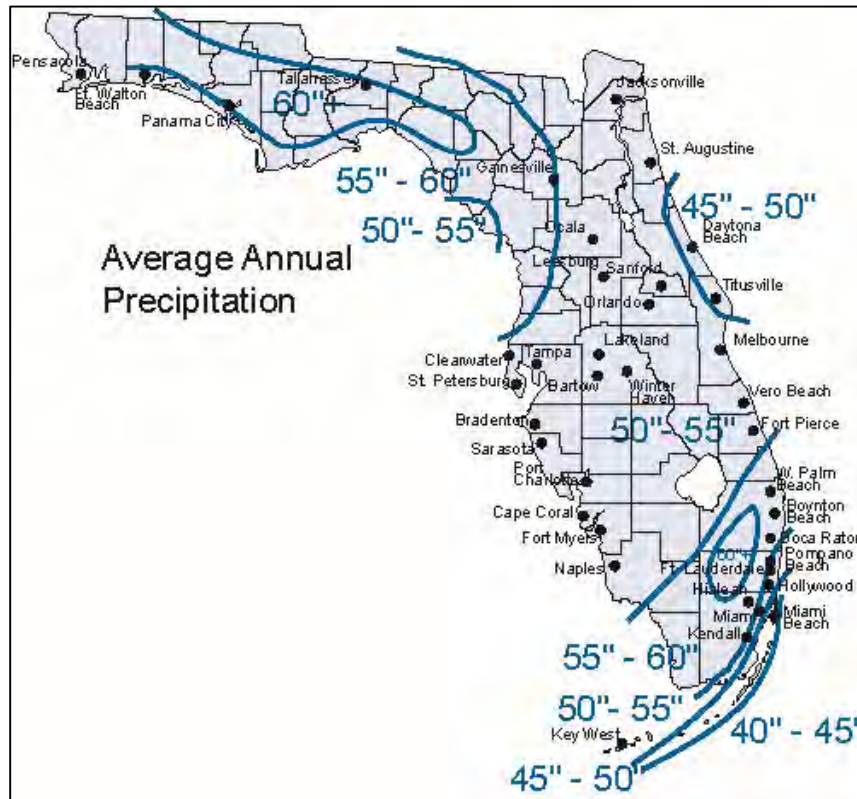 Pensacola
Ft. Walton
Beach
Tallahassee
60"+
Panama City
Jacksonville
St. Augustine
Gainesville
55" - 60"
45" - 50"
50"- 55"
Daytona
Beach
Ocala
Average Annual
Precipitation
Leesburg
Sanford
Titusville
Orlando
Clearwater
Tampa
Lakeland
Melbourne
St. Petersburg
Bartow
Winter
Haven
Vero Beach
Bradenton
50"- 55"
Fort Pierce
Sarasota
Port
Charlotte
W. Palm
Beach
Cape Coral
Boynton
Beach
Fort Myers
Boca Raton
60"+
Pompano
Beach
Naples
Ft. Lauderdale
Hollywood
Hialeah
Miami
Miami
Beach
Kendall
55" - 60"
50"- 55"
40" - 45"
Key West
45" - 50"